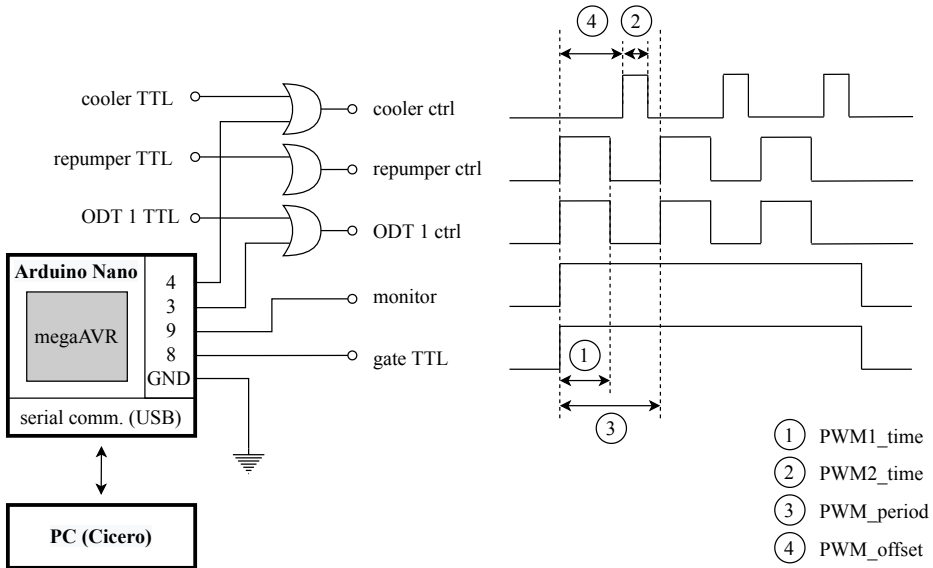 4
2
cooler TTL
cooler ctrl
repumper TTL
repumper ctrl
ODT 1 TTL
ODT 1 ctrl
Arduino Nano
megaAVR
4
3
9
8
GND
serial comm. (USB)
monitor
gate TTL
PC (Cicero)
1
3
1 PWM1_time
2 PWM2_time
3 PWM_period
4 PWM_offset